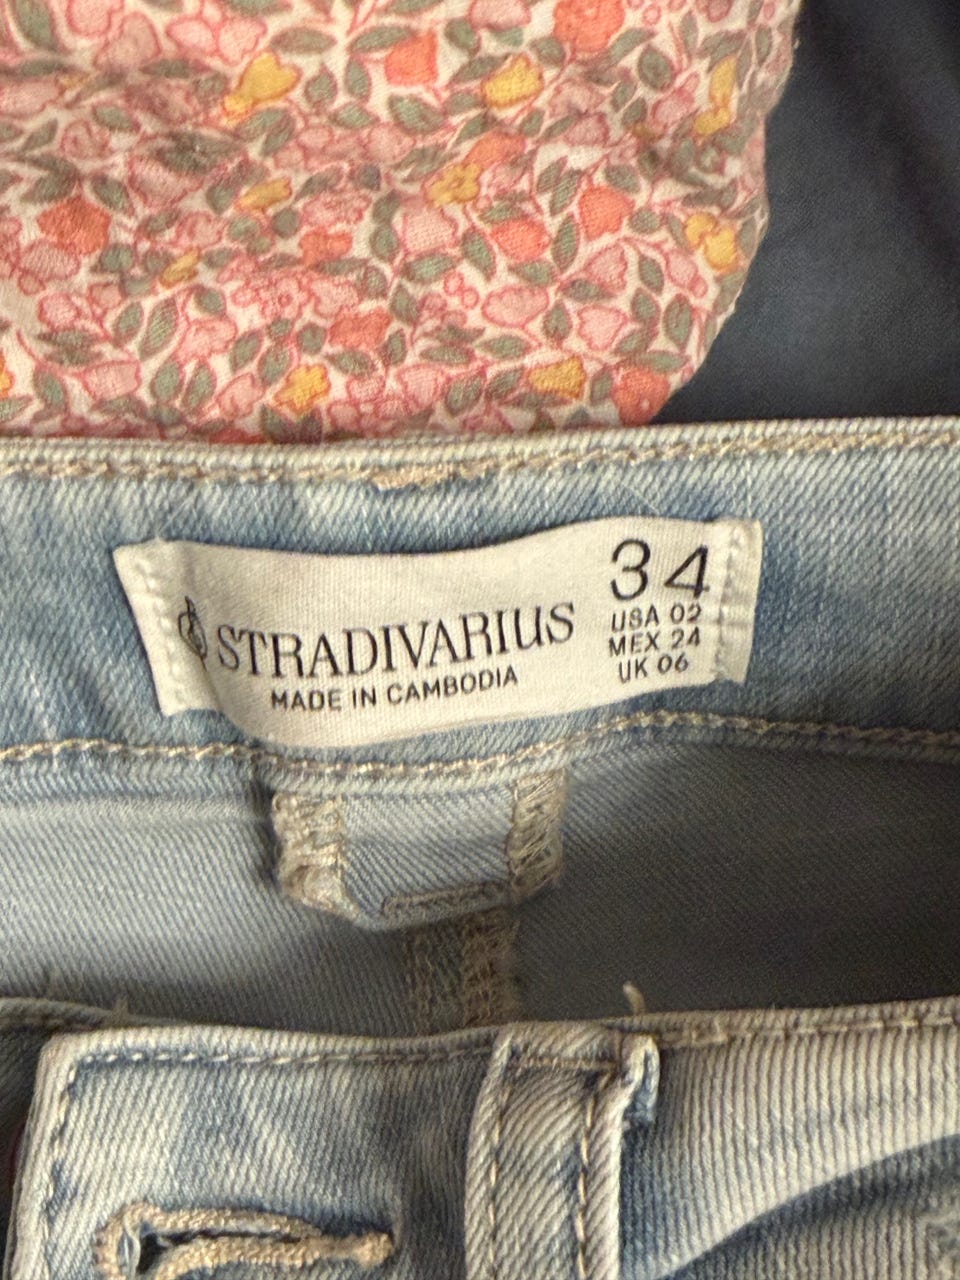 STRADIVARIUS
MADE IN CAMBODIA
34
USA 02
MEX 24
UK 06